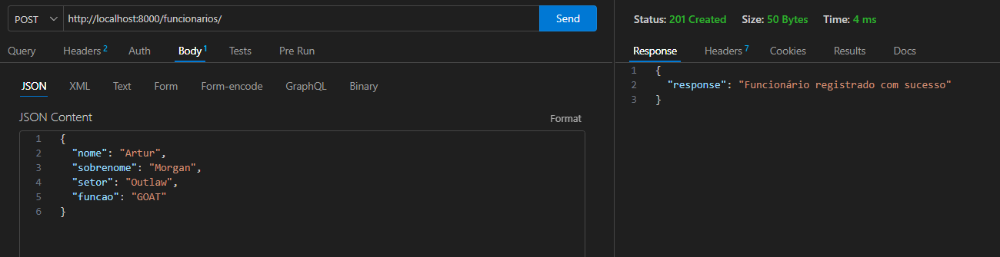 POST http://localhost:8000/funcionarios/ Send
Query Headers 2 Auth Body 1 Tests Pre Run
JSON XML Text Form Form-encode GraphQL Binary
JSON Content Format
1 {
2 "nome": "Artur",
3 "sobrenome": "Morgan",
4 "setor": "Outlaw",
5 "funcao": "GOAT"
6 }
Status: 201 Created Size: 50 Bytes Time: 4 ms
Response Headers 7 Cookies Results Docs
1 {
2 "response": "Funcionário registrado com sucesso"
3 }